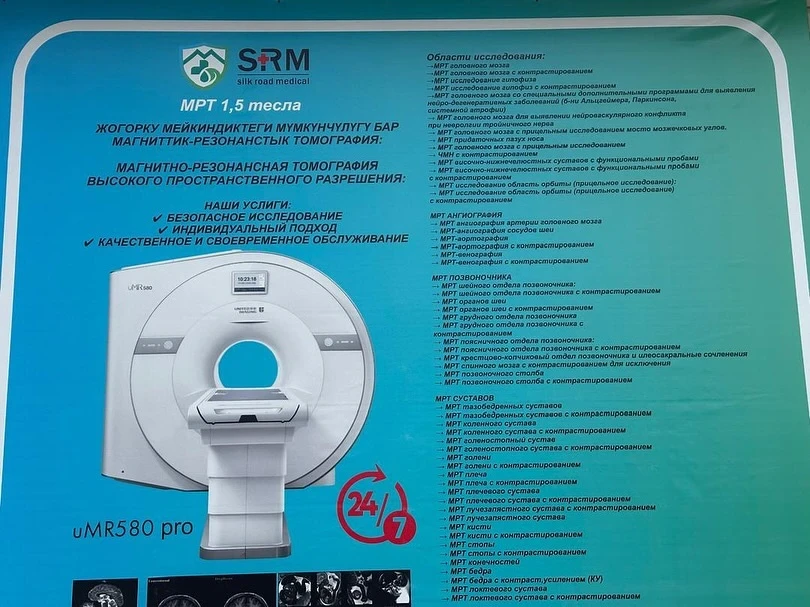 SRM
silk road medical
МРТ 1,5 тесла
ЖОГОРКУ МЕЙКИНДИКТЕГИ МҮМКҮНЧҮЛҮГҮ БАР
МАГНИТТИК-РЕЗОНАНСТЫК ТОМОГРАФИЯ:
МАГНИТНО-РЕЗОНАНСНАЯ ТОМОГРАФИЯ
ВЫСОКОГО ПРОСТРАНСТВЕННОГО РАЗРЕШЕНИЯ:
НАШИ УСЛИГИ:
✔ БЕЗОПАСНОЕ ИССЛЕДОВАНИЕ
✔ ИНДИВИДУАЛЬНЫЙ ПОДХОД
✔ КАЧЕСТВЕННОЕ И СВОЕВРЕМЕННОЕ ОБСЛУЖИВАНИЕ
uMR 580
10:23:18
UNITED IMAGING
24/7
uMR580 pro
Области исследования:
→МРТ головного мозга
→МРТ головного мозга с контрастированием
→МРТ исследование гипофиза
→МРТ исследование гипофиз с контрастированием
→МРТ головного мозга со специальными дополнительными программами для выявления
нейро-дегенеративных заболеваний (б-ни Альцгеймера, Паркинсона,
системной атрофии)
→ МРТ головного мозга для выявлении нейроваскулярного конфликта
при невролгии тройничного нерва
→ МРТ головного мозга с прицельным исследованием мосто мозжечковых углов.
→ МРТ придаточных пазух носа
→ МРТ головного мозга с прицельным исследованием
→ ЧМН с контрастированием
→ МРТ височно-нижнечелюстных суставов с функциональными пробами
→ МРТ височно-нижнечелюстных суставов с функциональными пробами
с контрастированием
→ МРТ исследование область орбиты (прицельное исследование):
→ МРТ исследование область орбиты (прицельное исследование)
с контрастированием
МРТ АНГИОГРАФИЯ
→ МРТ-ангиография артерии головного мозга
→ МРТ-ангиография сосудов шеи
→ МРТ-аортография
→ МРТ-аортография с контрастированием
→ МРТ-венография
→ МРТ-венография с контрастированием
МРТ ПОЗВОНОЧНИКА
→ МРТ шейного отдела позвоночника:
→ МРТ шейного отдела позвоночника с контрастированием
→ МРТ органов шеи
→ МРТ органов шеи с контрастированием
→ МРТ грудного отдела позвоночника
→ МРТ грудного отдела позвоночника с
контрастированием
→ МРТ поясничного отдела позвоночника:
→ МРТ поясничного отдела позвоночника с контрастированием
→ МРТ крестцово-копчиковый отдел позвоночника и илеосакральные сочленения
→ МРТ спинного мозга с контрастированием для исключения
→ МРТ позвоночного столба
→ МРТ позвоночного столба с контрастированием
МРТ СУСТАВОВ
→ МРТ тазобедренных суставов
→ МРТ тазобедренных суставов с контрастированием
→ МРТ коленного сустава
→ МРТ коленного сустава с контрастированием
→ МРТ голеностопный сустав
→ МРТ голеностопного сустава с контрастированием
→ МРТ голени
→ МРТ голени с контрастированием
→ МРТ плеча
→ МРТ плеча с контрастированием
→ МРТ плечевого сустава
→ МРТ плечевого сустава с контрастированием
→ МРТ лучезапястного сустава с контрастированием
→ МРТ лучезапястного сустава
→ МРТ кисти
→ МРТ кисти с контрастированием
→ МРТ стопы
→ МРТ стопы с контрастированием
→ МРТ конечностей
→ МРТ бедра
→ МРТ бедра с контраст.усилением (КУ)
→ МРТ локтевого сустава
→ МРТ локтевого сустава с контрастированием